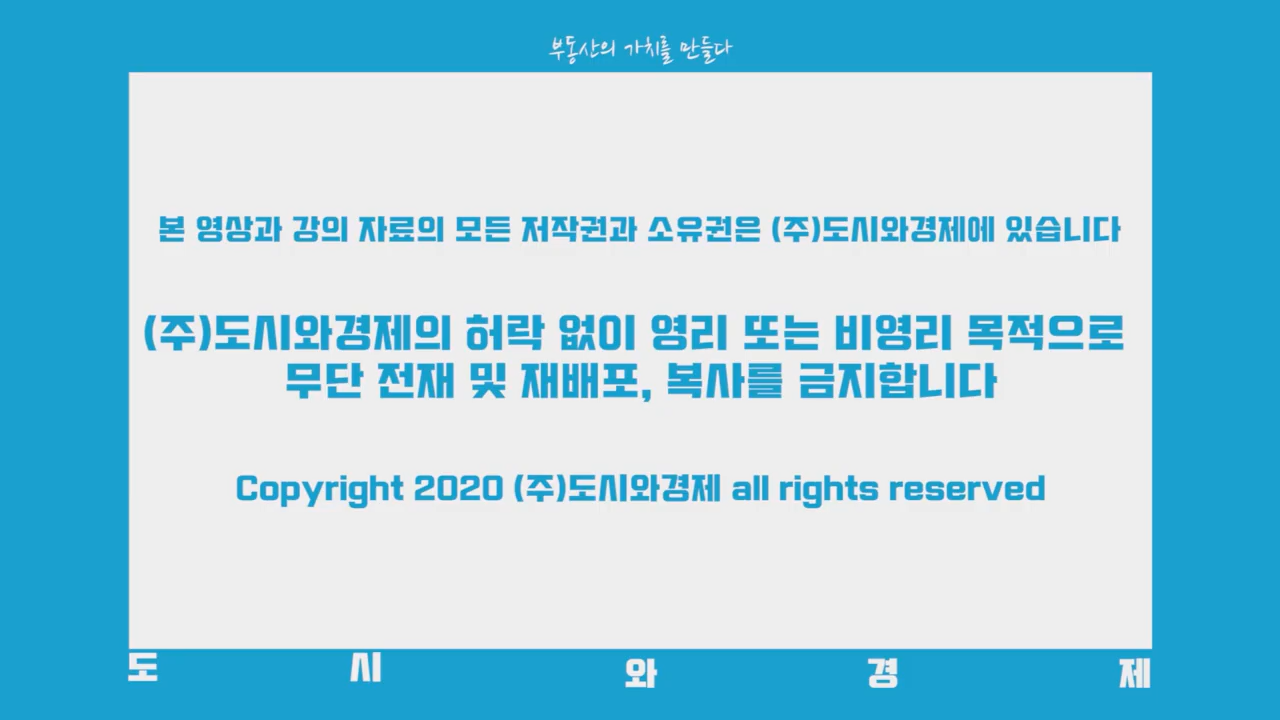 부동산의 가치를 만들다
본 영상과 강의 자료의 모든 저작권과 소유권은 (주)도시와경제에 있습니다
(주)도시와경제의 허락 없이 영리 또는 비영리 목적으로
무단 전재 및 재배포, 복사를 금지합니다
Copyright 2020 (주)도시와경제 all rights reserved
도 시 와 경 제